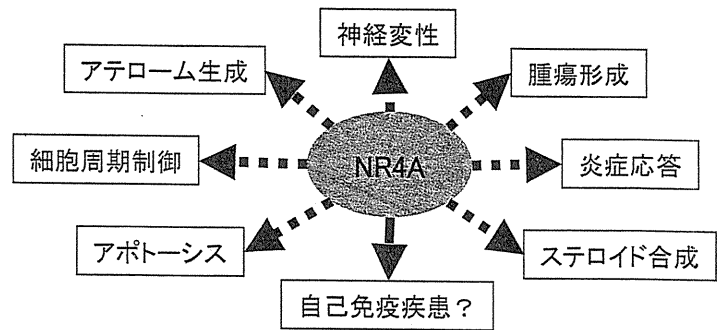 神経変性
アテローム生成
腫瘍形成
細胞周期制御
NR4A
炎症応答
アポトーシス
ステロイド合成
自己免疫疾患？